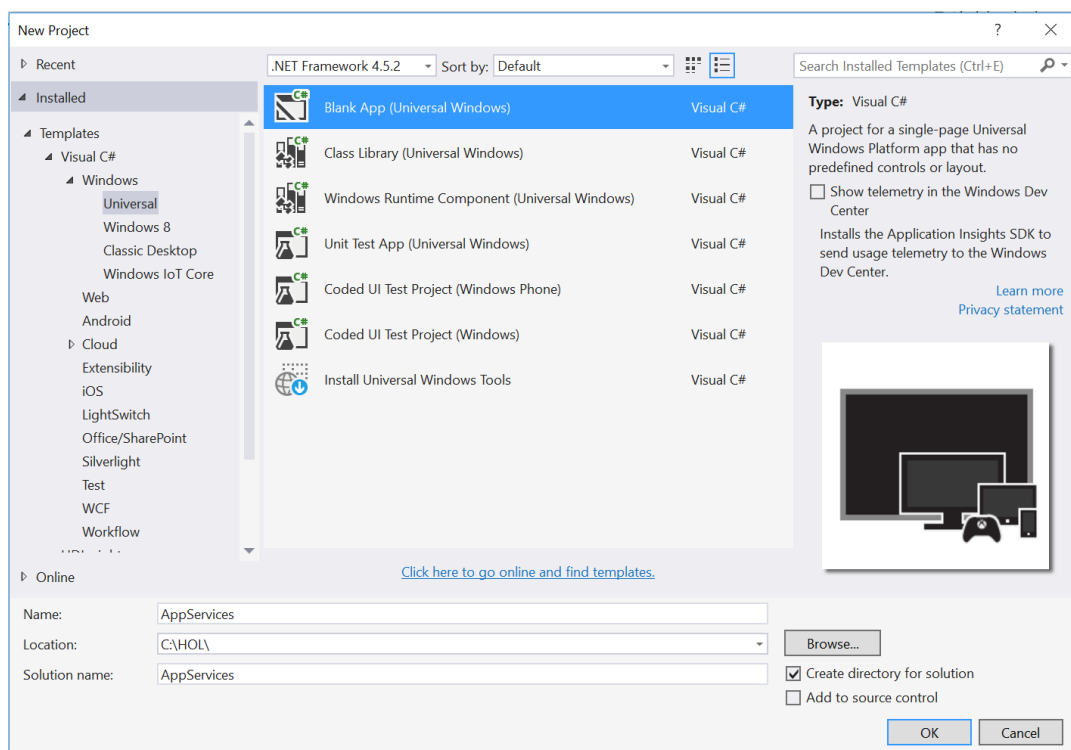 New Project
?
Recent
.NET Framework 4.5.2
Sort by:
Default
Search Installed Templates (Ctrl+E)
Installed
Templates
Visual C#
Windows
Universal
Windows 8
Classic Desktop
Windows IoT Core
Web
Android
Cloud
Extensibility
iOS
LightSwitch
Office/SharePoint
Silverlight
Test
WCF
Workflow
Online
C#
Blank App (Universal Windows)
Visual C#
C#
Class Library (Universal Windows)
Visual C#
C#
Windows Runtime Component (Universal Windows)
Visual C#
C#
Unit Test App (Universal Windows)
Visual C#
C#
Coded UI Test Project (Windows Phone)
Visual C#
C#
Coded UI Test Project (Windows)
Visual C#
Install Universal Windows Tools
Visual C#
Click here to go online and find templates.
Type: Visual C#
A project for a single-page Universal
Windows Platform app that has no
predefined controls or layout.
Show telemetry in the Windows Dev
Center
Installs the Application Insights SDK to
send usage telemetry to the Windows
Dev Center.
Learn more
Privacy statement
Name:
AppServices
Location:
C:\HOL\
Browse...
Solution name:
AppServices
Create directory for solution
Add to source control
OK
Cancel